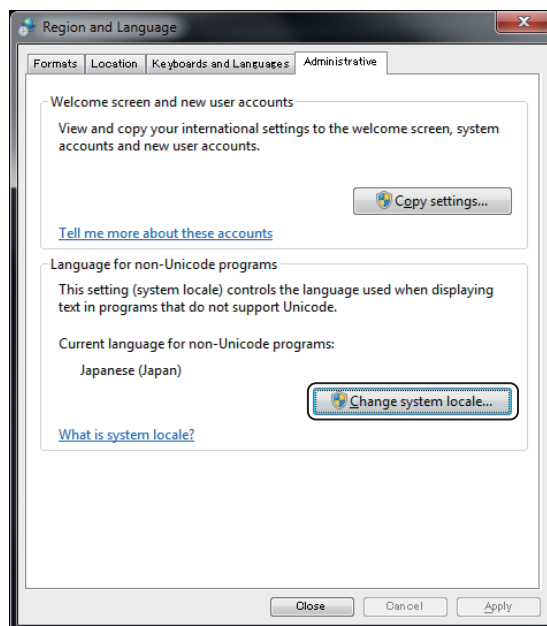 Region and Language
Formats Location Keyboards and Languages Administrative
Welcome screen and new user accounts
View and copy your international settings to the welcome screen, system
accounts and new user accounts.
Copy settings...
Tell me more about these accounts
Language for non-Unicode programs
This setting (system locale) controls the language used when displaying
text in programs that do not support Unicode.
Current language for non-Unicode programs:
Japanese (Japan)
Change system locale...
What is system locale?
Close Cancel Apply